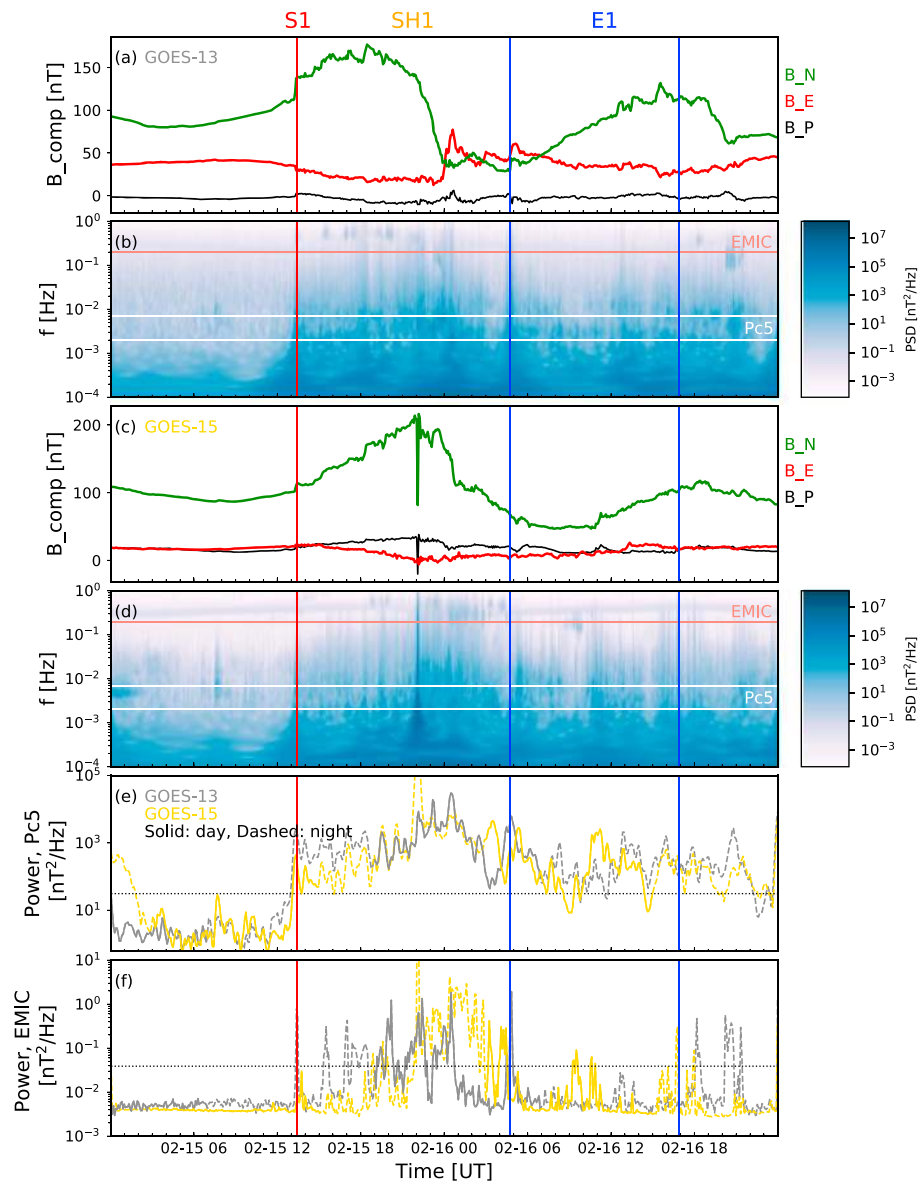 S1 SH1 E1
(a) GOES-13
B_comp [nT]
150
100
50
0
B_N
B_E
B_P
(b) EMIC
Pc5
f [Hz]
10^0
10^-1
10^-2
10^-3
10^-4
10^7
10^5
10^3
10^1
10^-1
10^-3
PSD [nT^2/Hz]
(c) GOES-15
B_comp [nT]
200
100
0
B_N
B_E
B_P
(d) EMIC
Pc5
f [Hz]
10^0
10^-1
10^-2
10^-3
10^-4
10^7
10^5
10^3
10^1
10^-1
10^-3
PSD [nT^2/Hz]
(e) GOES-13
GOES-15
Solid: day, Dashed: night
Power, Pc5
[nT^2/Hz]
10^5
10^3
10^1
(f)
Power, EMIC
[nT^2/Hz]
10^1
10^0
10^-1
10^-2
10^-3
02-15 06 02-15 12 02-15 18 02-16 00 02-16 06 02-16 12 02-16 18
Time [UT]